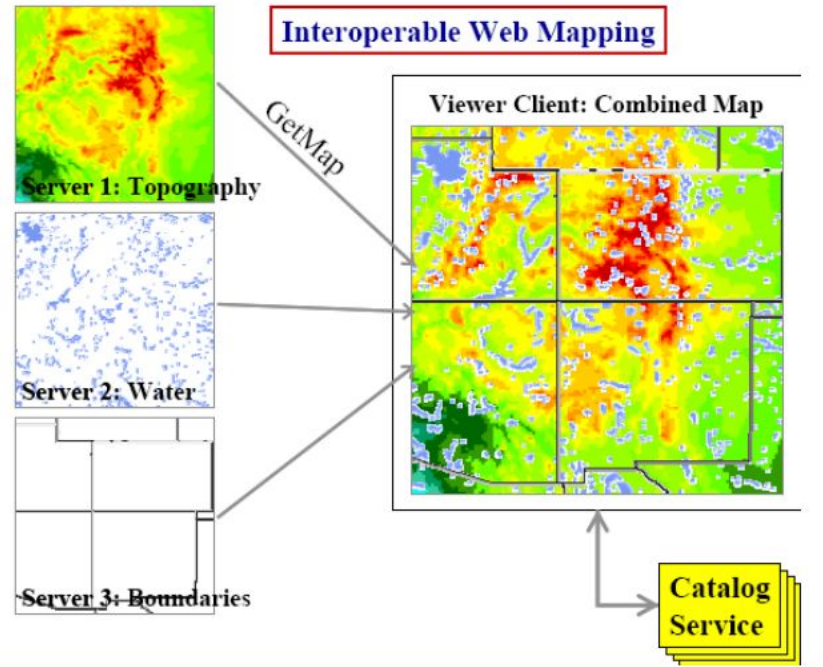 Interoperable Web Mapping
Server 1: Topography
GetMap
Viewer Client: Combined Map
Server 2: Water
Server 3: Boundaries
Catalog
Service